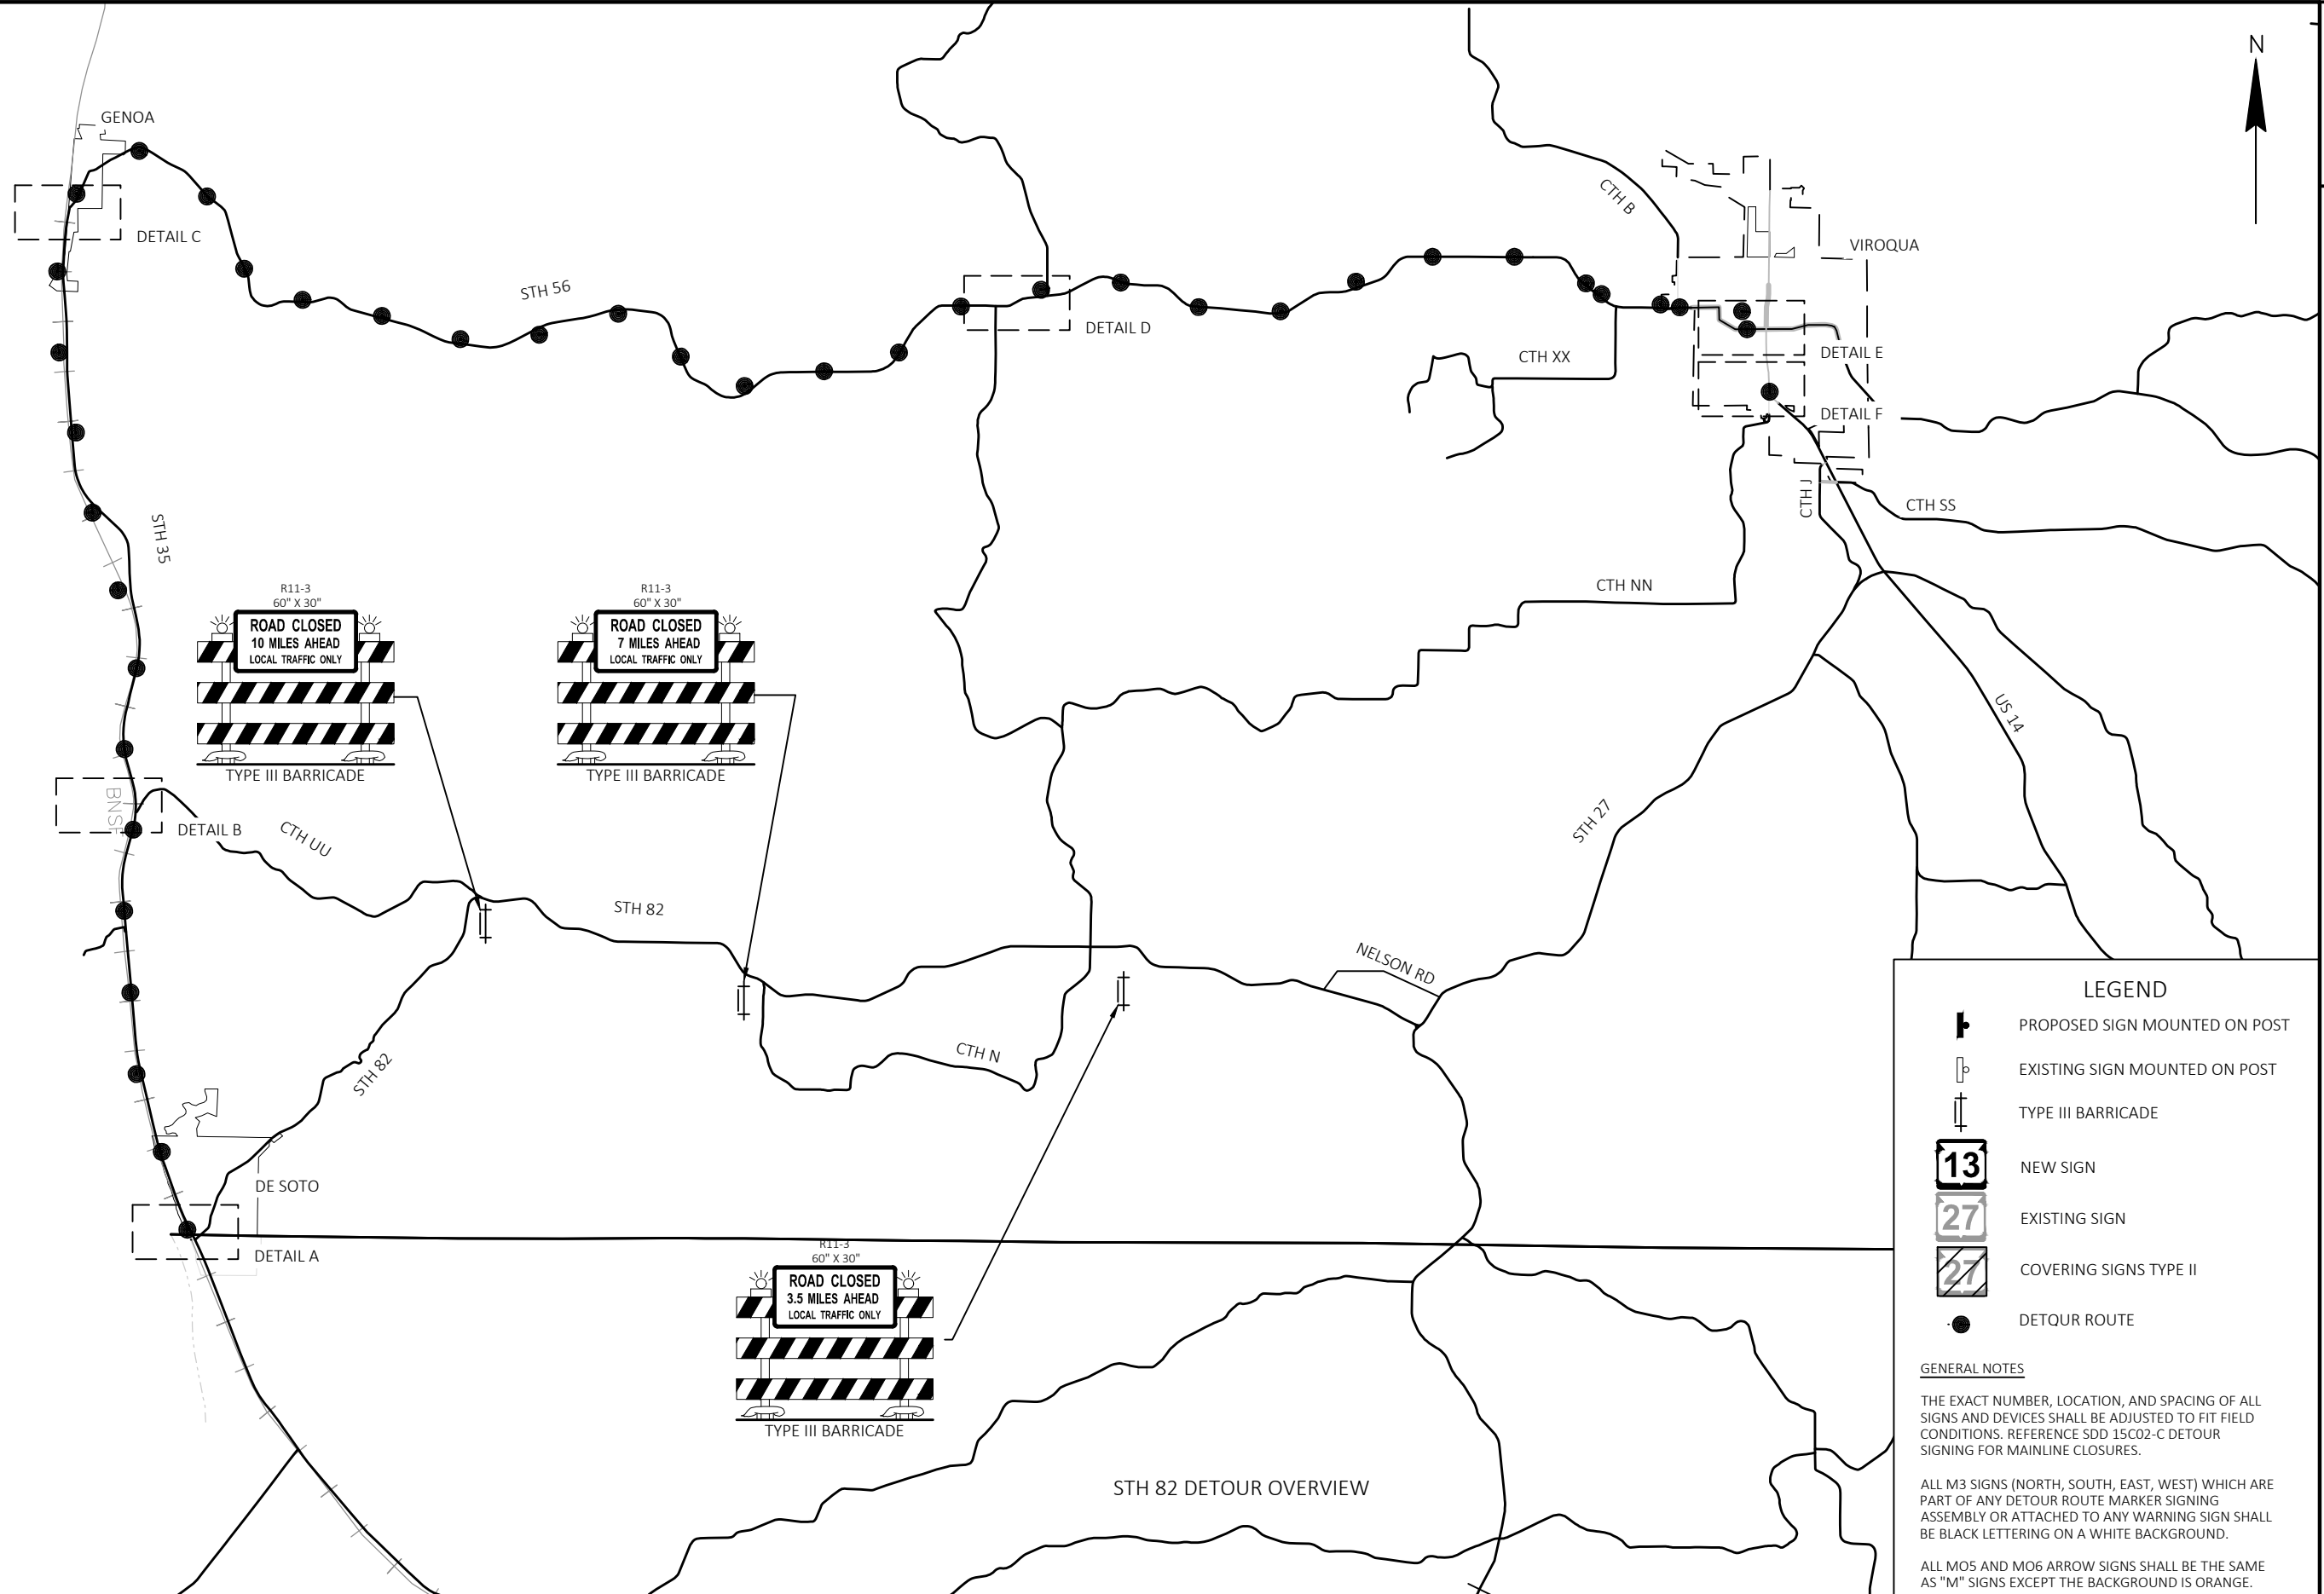 N
GENOA
DETAIL C
STH 56
DETAIL D
CTH B
VIROQUA
DETAIL E
CTH XX
DETAIL F
CTH J
CTH SS
STH 35
CTH NN
R11-3
60" X 30"
ROAD CLOSED
10 MILES AHEAD
LOCAL TRAFFIC ONLY
TYPE III BARRICADE
R11-3
60" X 30"
ROAD CLOSED
7 MILES AHEAD
LOCAL TRAFFIC ONLY
TYPE III BARRICADE
US 14
BNSF
DETAIL B
CTH UU
STH 27
STH 82
NELSON RD
CTH N
STH 82
DE SOTO
DETAIL A
R11-3
60" X 30"
ROAD CLOSED
3.5 MILES AHEAD
LOCAL TRAFFIC ONLY
TYPE III BARRICADE
STH 82 DETOUR OVERVIEW
LEGEND
PROPOSED SIGN MOUNTED ON POST
EXISTING SIGN MOUNTED ON POST
TYPE III BARRICADE
13 NEW SIGN
27 EXISTING SIGN
27 COVERING SIGNS TYPE II
DETOUR ROUTE
GENERAL NOTES
THE EXACT NUMBER, LOCATION, AND SPACING OF ALL
SIGNS AND DEVICES SHALL BE ADJUSTED TO FIT FIELD
CONDITIONS. REFERENCE SDD 15C02-C DETOUR
SIGNING FOR MAINLINE CLOSURES.
ALL M3 SIGNS (NORTH, SOUTH, EAST, WEST) WHICH ARE
PART OF ANY DETOUR ROUTE MARKER SIGNING
ASSEMBLY OR ATTACHED TO ANY WARNING SIGN SHALL
BE BLACK LETTERING ON A WHITE BACKGROUND.
ALL MO5 AND MO6 ARROW SIGNS SHALL BE THE SAME
AS "M" SIGNS EXCEPT THE BACKGROUND IS ORANGE.